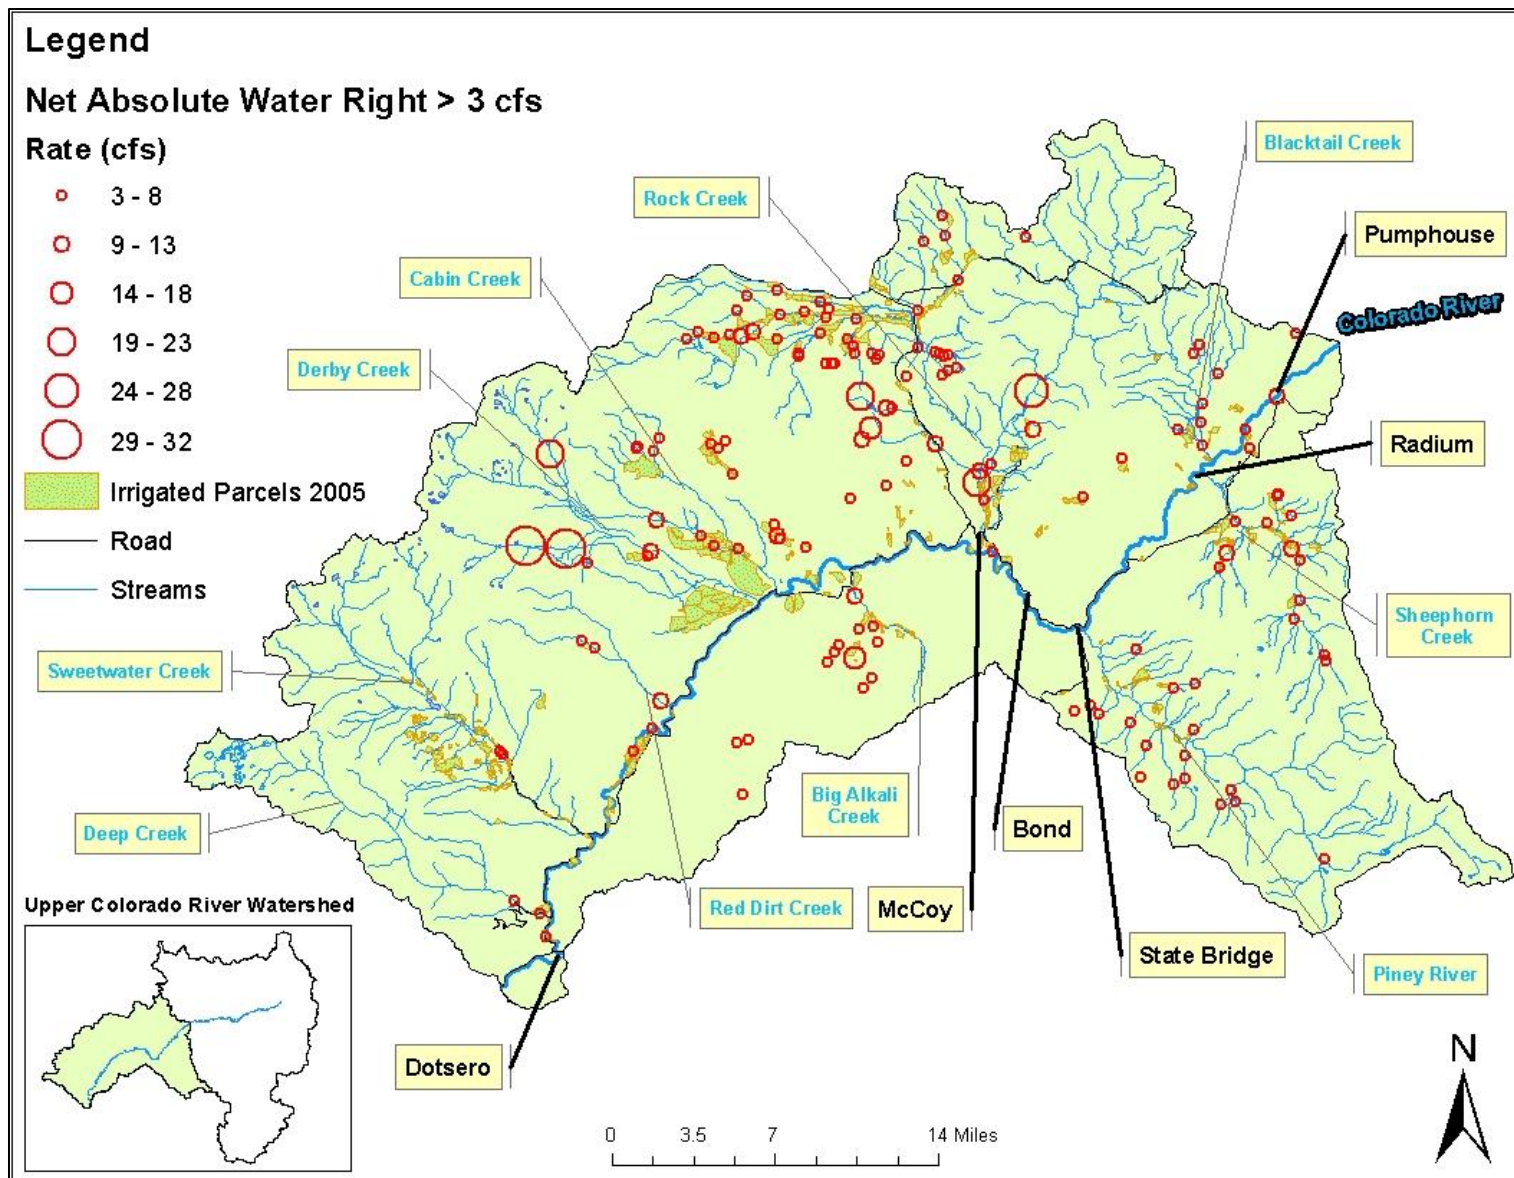 Legend
Net Absolute Water Right > 3 cfs
Rate (cfs)
3 - 8
9 - 13
14 - 18
19 - 23
24 - 28
29 - 32
Irrigated Parcels 2005
Road
Streams
Blacktail Creek
Rock Creek
Pumphouse
Cabin Creek
Colorado River
Derby Creek
Radium
Sheephorn
Creek
Sweetwater Creek
Big Alkali
Creek
Deep Creek
Bond
Red Dirt Creek
McCoy
State Bridge
Piney River
Dotsero
Upper Colorado River Watershed
N
0 3.5 7 14 Miles